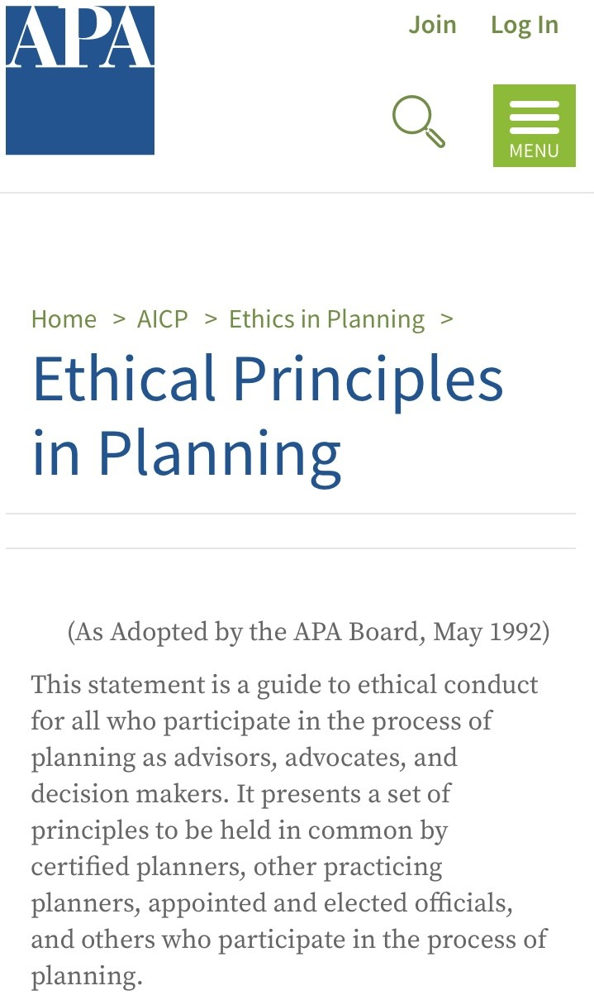 APA
Join Log In
MENU
Home > AICP > Ethics in Planning >
Ethical Principles
in Planning
(As Adopted by the APA Board, May 1992)
This statement is a guide to ethical conduct
for all who participate in the process of
planning as advisors, advocates, and
decision makers. It presents a set of
principles to be held in common by
certified planners, other practicing
planners, appointed and elected officials,
and others who participate in the process of
planning.